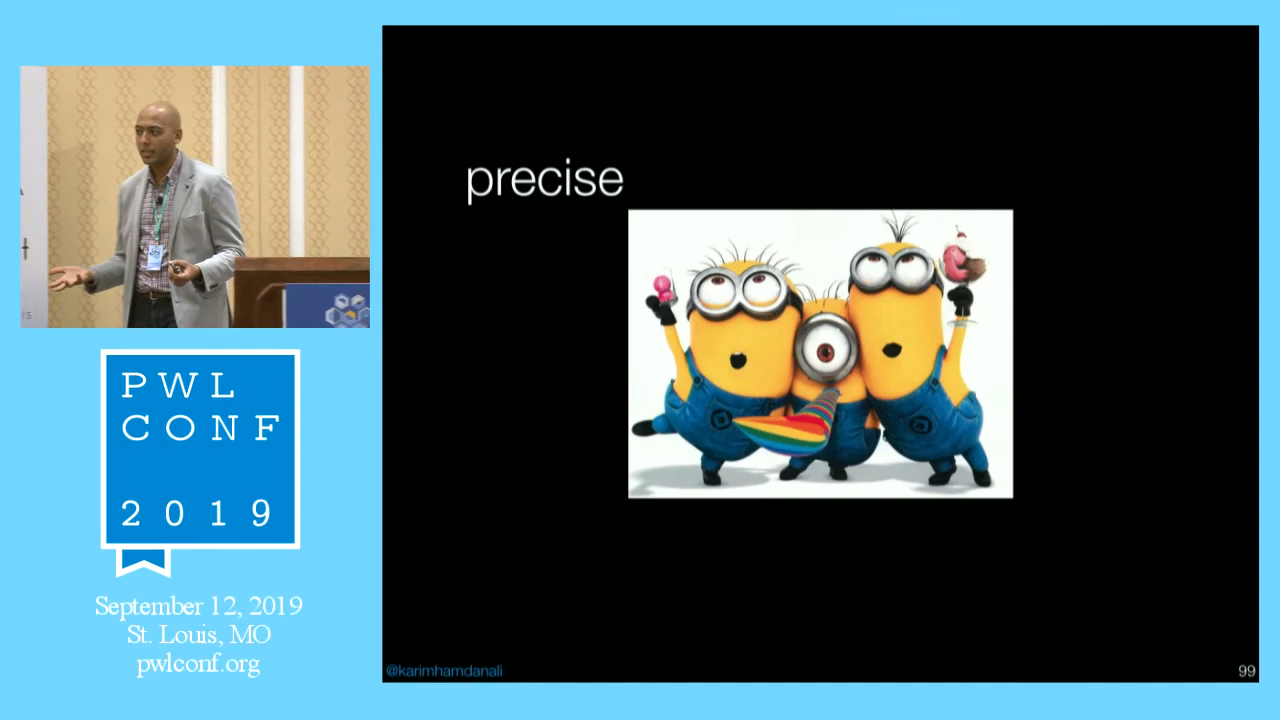 PWL
CONF
2019
September 12, 2019
St. Louis, MO
pwlconf.org
precise
@karimhamdanali
99